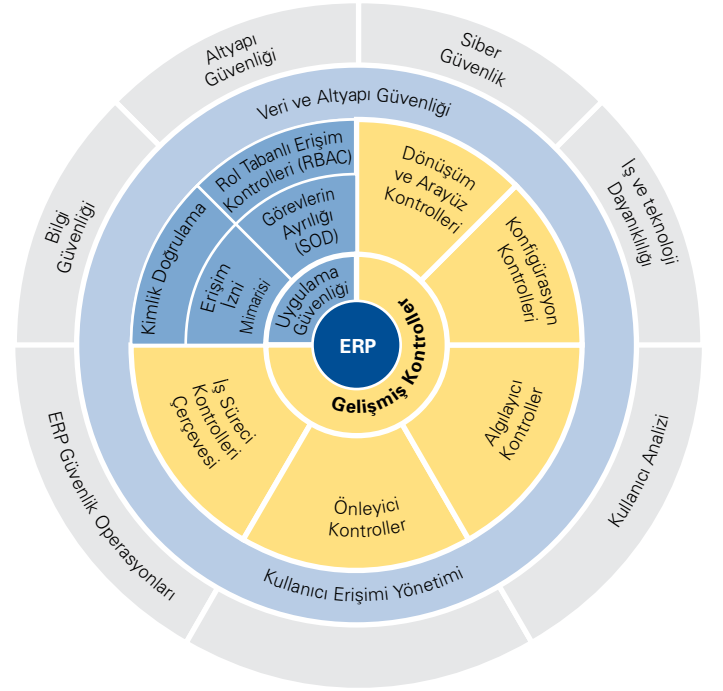 Altyapı
Güvenliği
Siber
Güvenlik
İş ve teknoloji
Dayanıklılığı
Kullanıcı Analizi
ERP Güvenlik Operasyonları
Bilgi
Güvenliği
Veri ve Altyapı Güvenliği
Kullanıcı Erişimi Yönetimi
Rol Tabanlı Erişim
Kontrolleri (RBAC)
Görevlerin
Ayrılığı
(SOD)
Kimlik Doğrulama
Erişim
İzni
Mimarisi
Uygulama
Güvenliği
Dönüşüm
ve Arayüz
Kontrolleri
Konfigürasyon
Kontrolleri
Algılayıcı
Kontroller
Önleyici
Kontroller
İş Süreci
Kontrolleri
Çerçevesi
Gelişmiş Kontroller
ERP